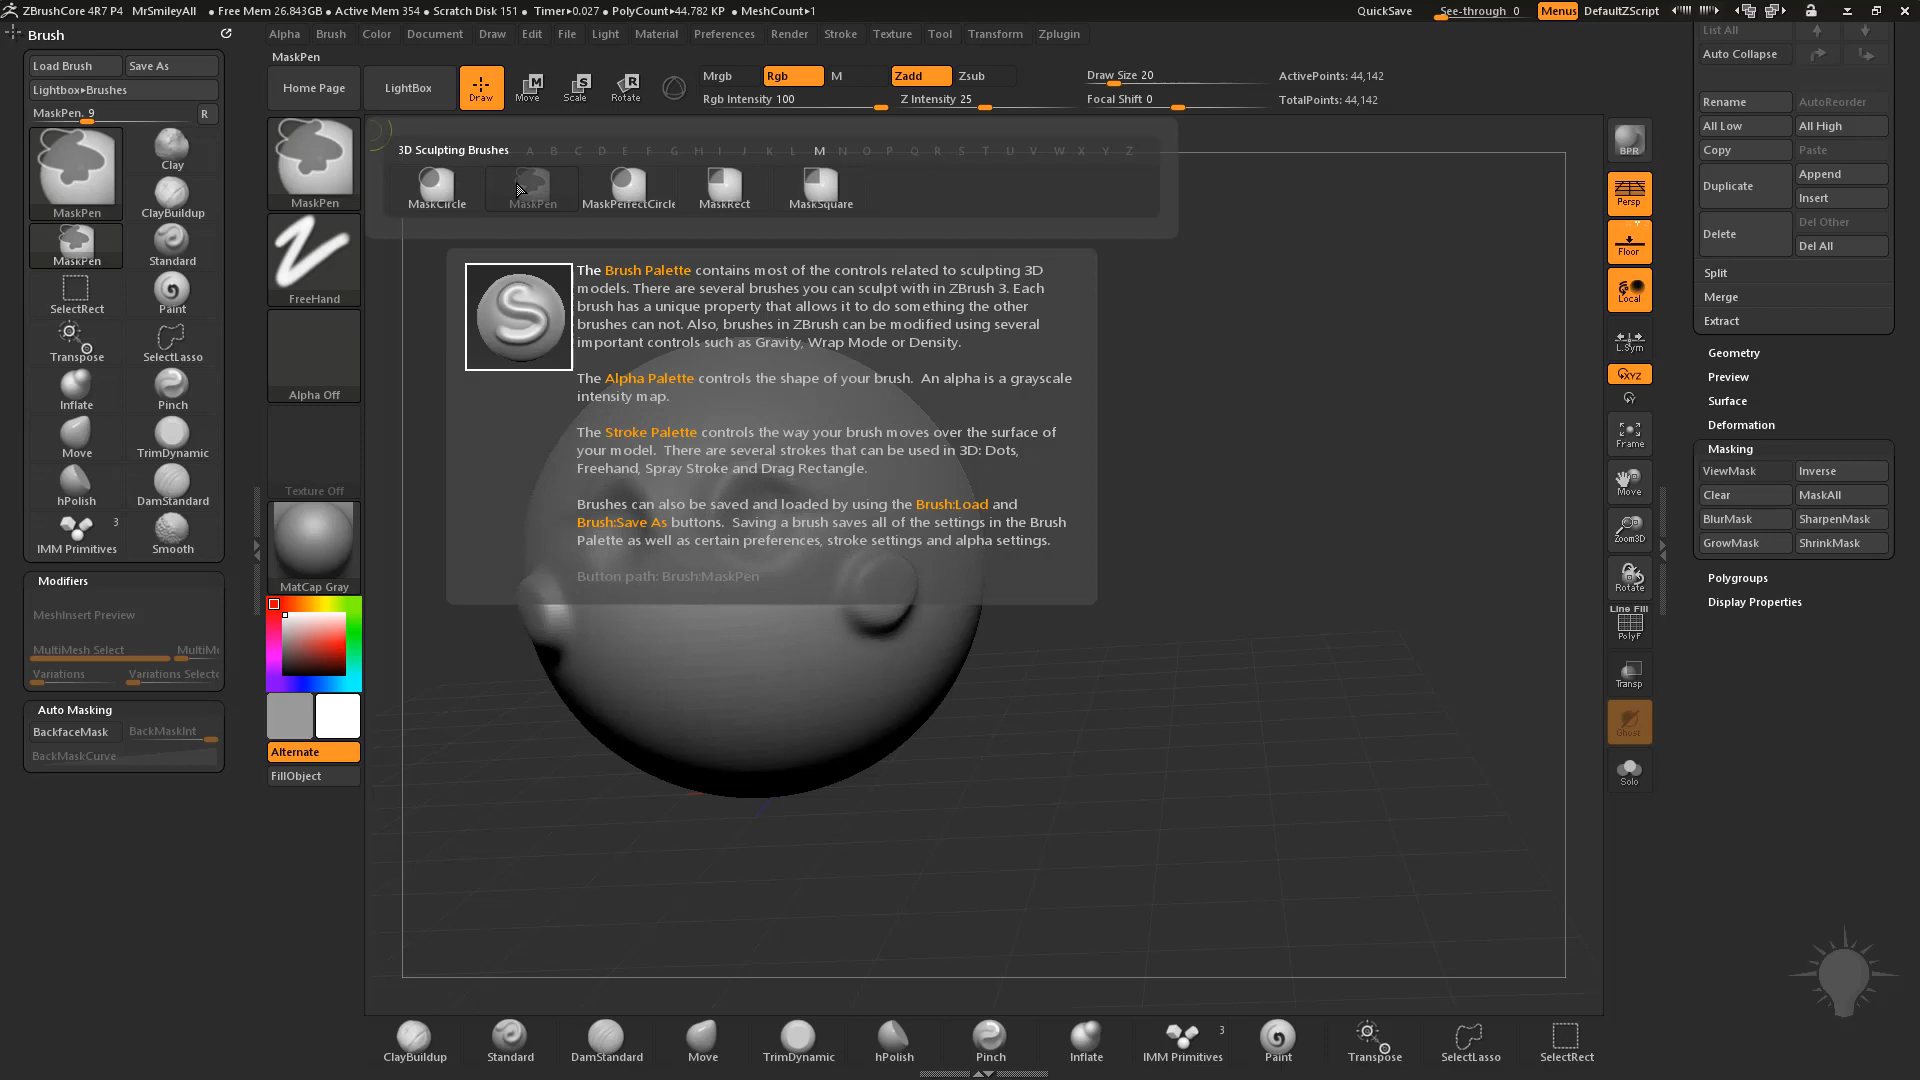 ZBrushCore 4R7 P4 MrSmileyAll ● Free Mem 26.843GB ● Active Mem 354 ● Scratch Disk 151 ● Timer▸0.027 ● PolyCount▸44.782 KP ● MeshCount▸1 QuickSave See-through 0 Menus DefaultZScript
Brush
Alpha Brush Color Document Draw Edit File Light Material Preferences Render Stroke Texture Tool Transform Zplugin
MaskPen
Load Brush Save As
Lightbox▸Brushes
MaskPen. 9 R
Home Page LightBox Draw Move Scale Rotate
Mrgb Rgb M Zadd Zsub Draw Size 20 ActivePoints: 44,142
Rgb Intensity 100 Z Intensity 25 Focal Shift 0 TotalPoints: 44,142
MaskPen Clay
ClayBuildup
MaskPen Standard
SelectRect Paint
Transpose SelectLasso
Inflate Pinch
Move TrimDynamic
hPolish DamStandard
3
IMM Primitives Smooth
Modifiers
MeshInsert Preview
MultiMesh Select MultiM
Variations Variations Select
Auto Masking
BackfaceMask BackMaskInt
BackMaskCurve
MaskPen
FreeHand
Alpha Off
Texture Off
MatCap Gray
Alternate
FillObject
3D Sculpting Brushes A B C D E F G H I J K L M N O P Q R S T U V W X Y Z
MaskCircle MaskPen MaskPerfectCircle MaskRect MaskSquare
The Brush Palette contains most of the controls related to sculpting 3D
models. There are several brushes you can sculpt with in ZBrush 3. Each
brush has a unique property that allows it to do something the other
brushes can not. Also, brushes in ZBrush can be modified using several
important controls such as Gravity, Wrap Mode or Density.
The Alpha Palette controls the shape of your brush. An alpha is a grayscale
intensity map.
The Stroke Palette controls the way your brush moves over the surface of
your model. There are several strokes that can be used in 3D: Dots,
Freehand, Spray Stroke and Drag Rectangle.
Brushes can also be saved and loaded by using the Brush:Load and
Brush:Save As buttons. Saving a brush saves all of the settings in the Brush
Palette as well as certain preferences, stroke settings and alpha settings.
Button path: Brush:MaskPen
BPR
Persp
Floor
Local
L.Sym
XYZ
Y
Frame
Move
Zoom3D
Rotate
Line Fill
PolyF
Transp
Ghost
Solo
List All
Auto Collapse
Rename AutoReorder
All Low All High
Copy Paste
Duplicate Append
Insert
Delete Del Other
Del All
Split
Merge
Extract
Geometry
Preview
Surface
Deformation
Masking
ViewMask Inverse
Clear MaskAll
BlurMask SharpenMask
GrowMask ShrinkMask
Polygroups
Display Properties
3
ClayBuildup Standard DamStandard Move TrimDynamic hPolish Pinch Inflate IMM Primitives Paint Transpose SelectLasso SelectRect